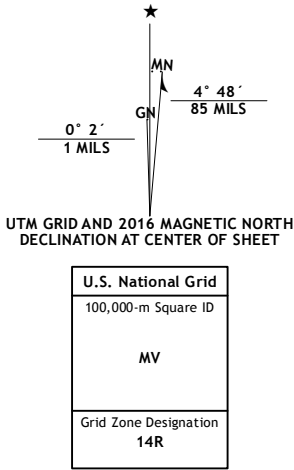 ★
MN
GN
4° 48´
85 MILS
0° 2´
1 MILS
UTM GRID AND 2016 MAGNETIC NORTH
DECLINATION AT CENTER OF SHEET
U.S. National Grid
100,000-m Square ID
MV
Grid Zone Designation
14R